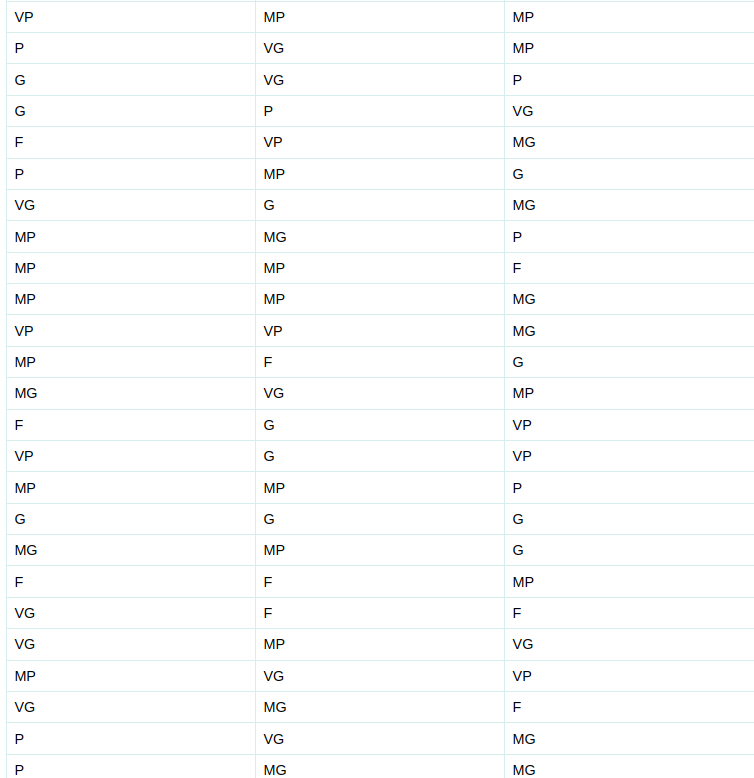 VP MP MP
P VG MP
G VG P
G P VG
F VP MG
P MP G
VG G MG
MP MG P
MP MP F
MP MP MG
VP VP MG
MP F G
MG VG MP
F G VP
VP G VP
MP MP P
G G G
MG MP G
F F MP
VG F F
VG MP VG
MP VG VP
VG MG F
P VG MG
P MG MG